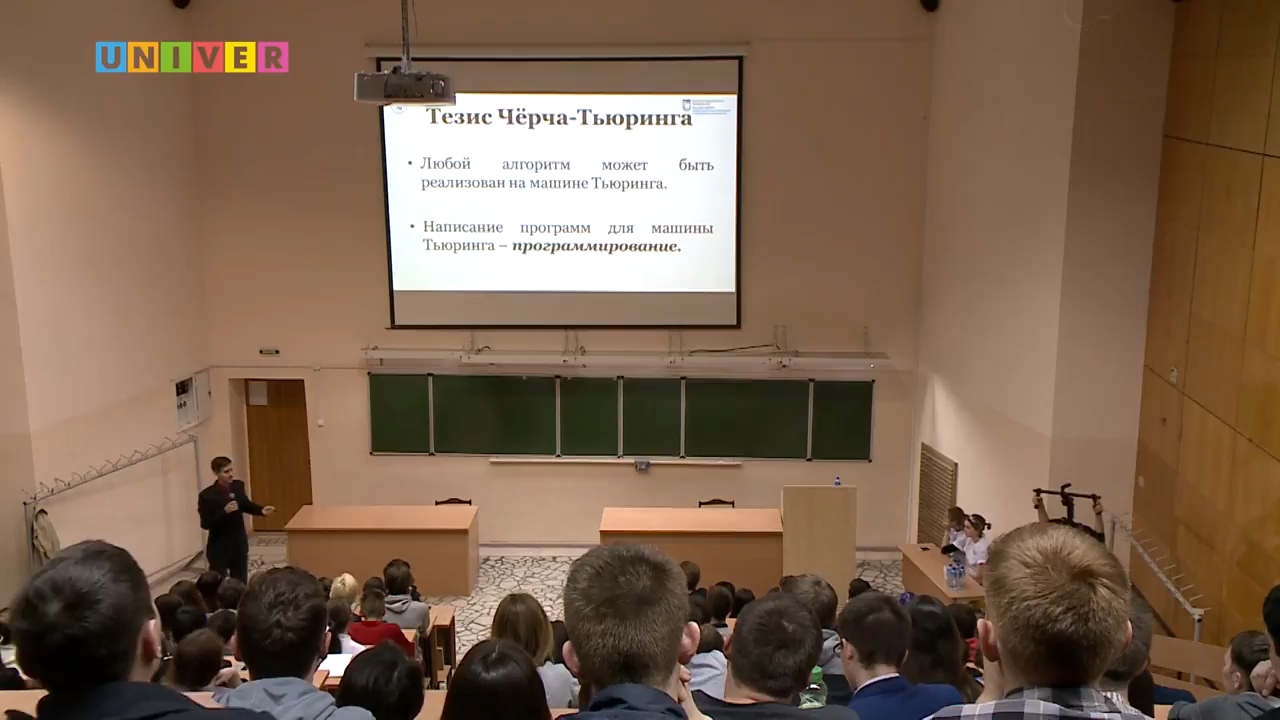 UNIVER
Тезис Чёрча-Тьюринга
• Любой алгоритм может быть
реализован на машине Тьюринга.
• Написание программ для машины
Тьюринга – программирование.